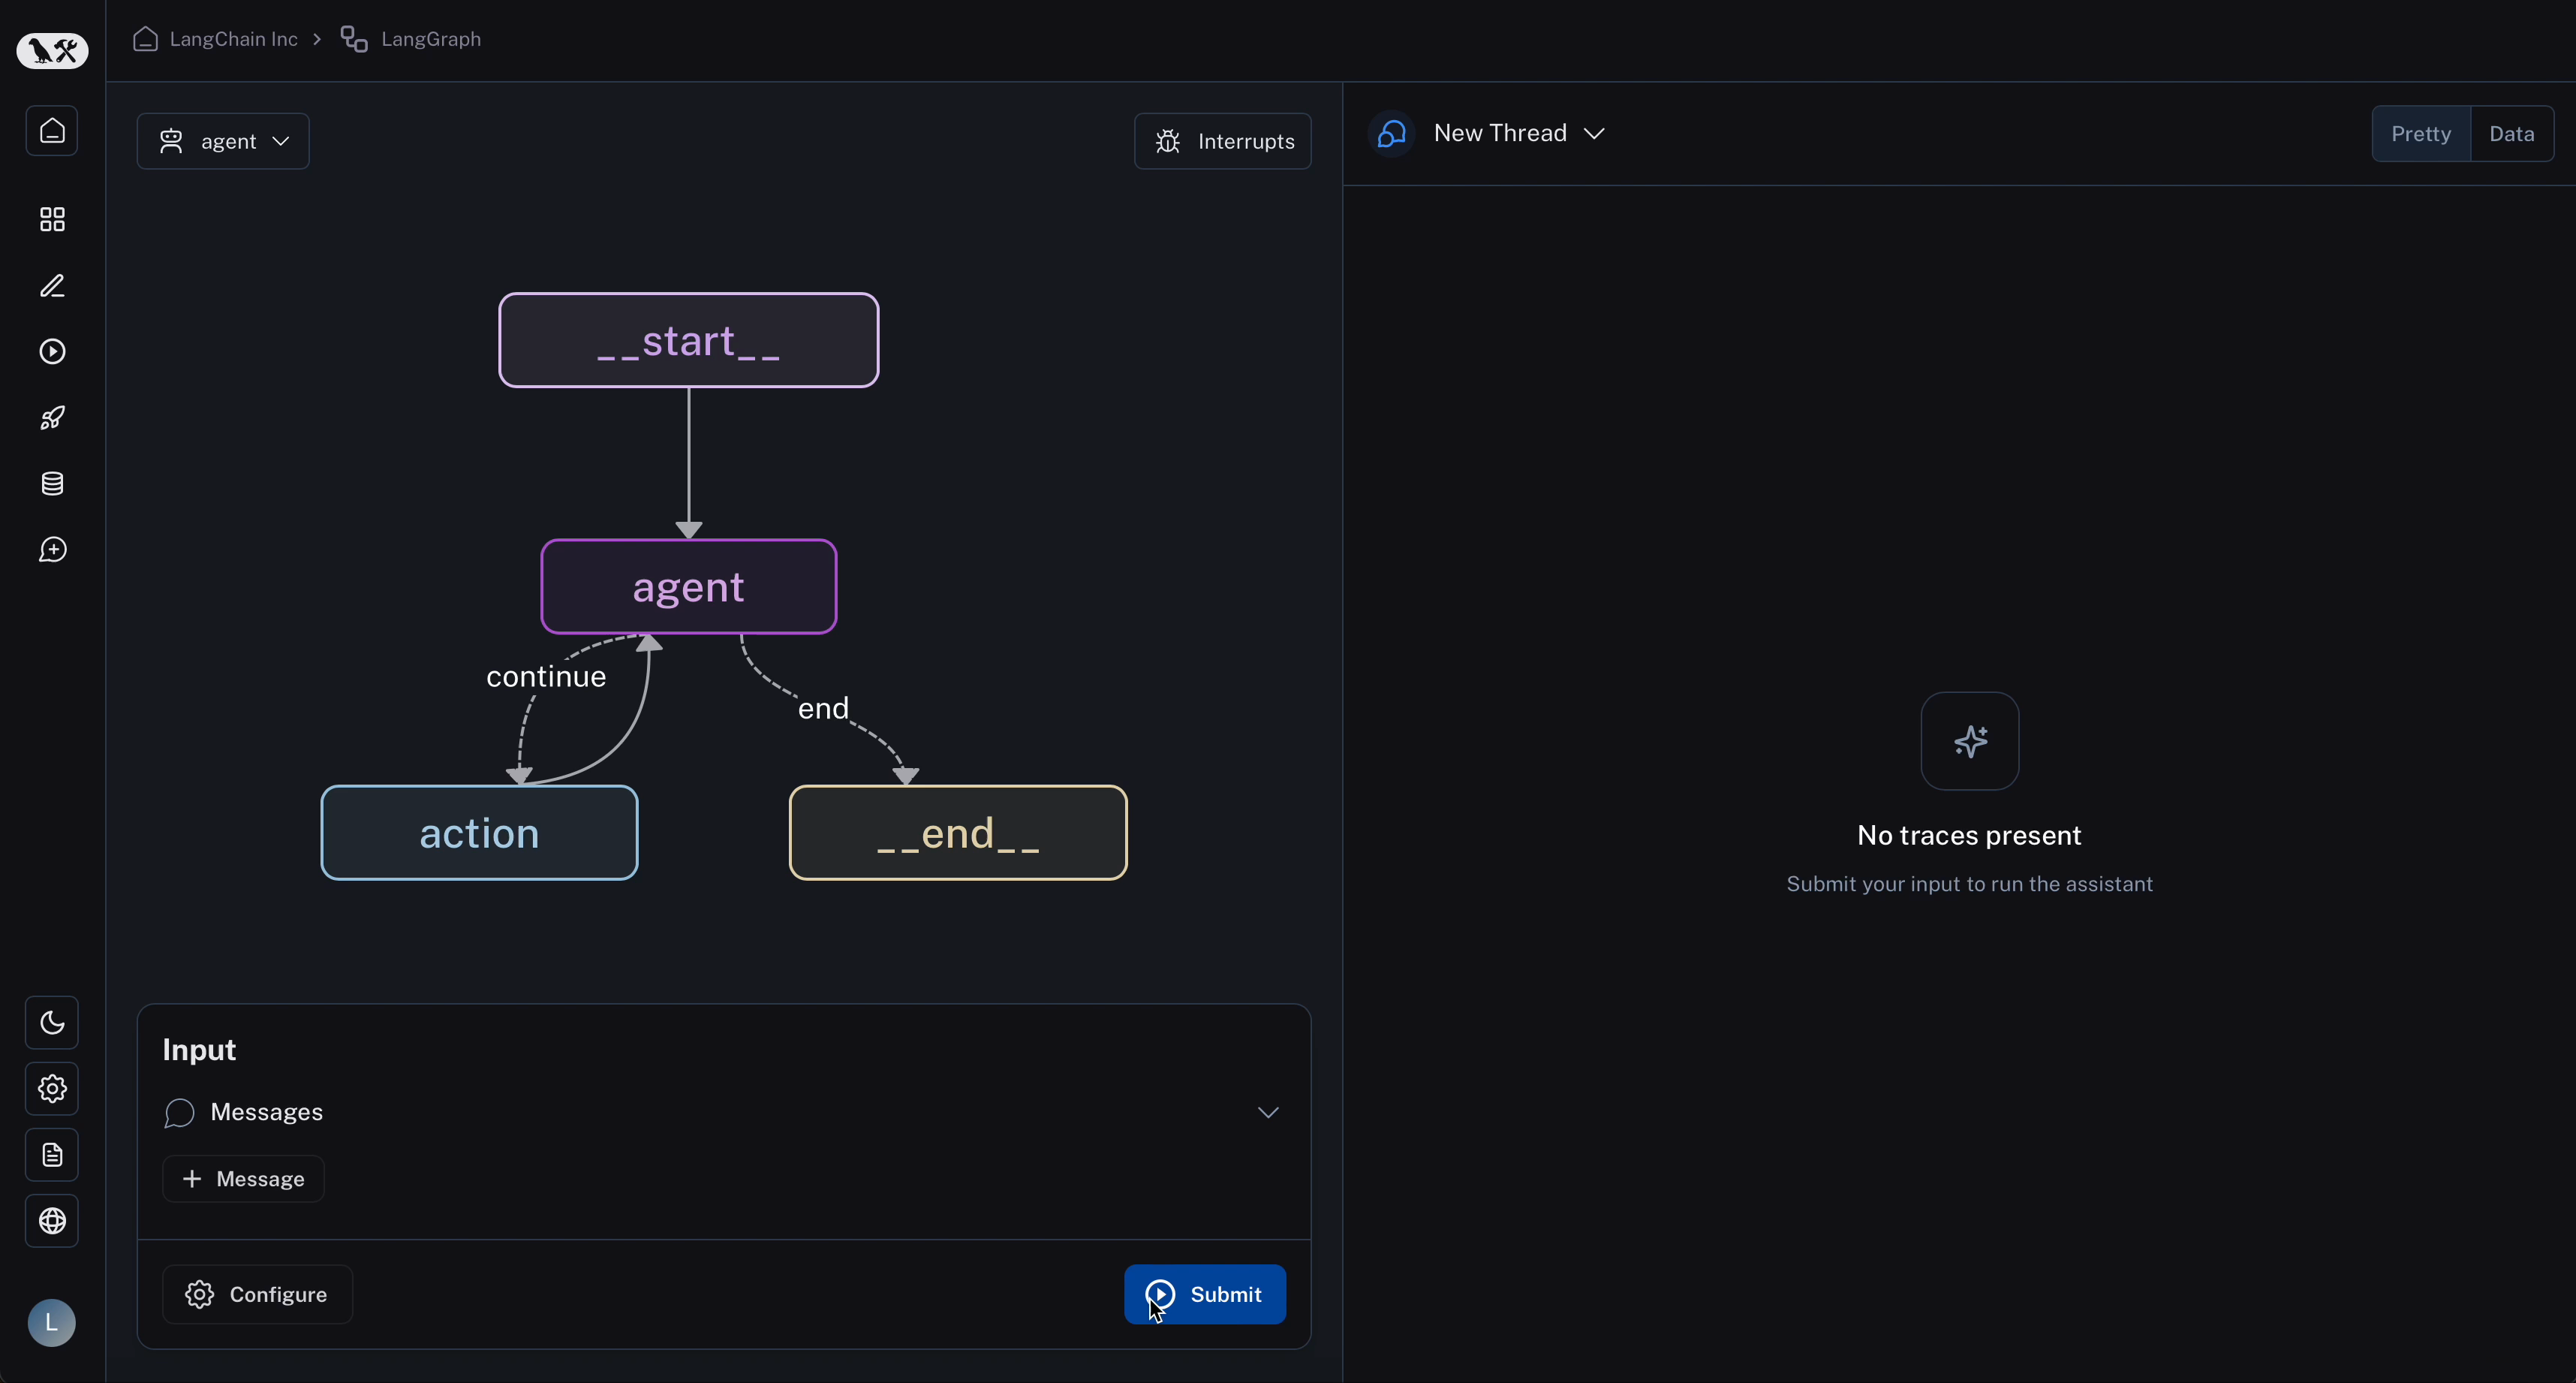 LangChain Inc > LangGraph
agent
Interrupts
__start__
agent
continue
end
action
__end__
Input
Messages
+ Message
Configure
Submit
L
New Thread
Pretty
Data
No traces present
Submit your input to run the assistant